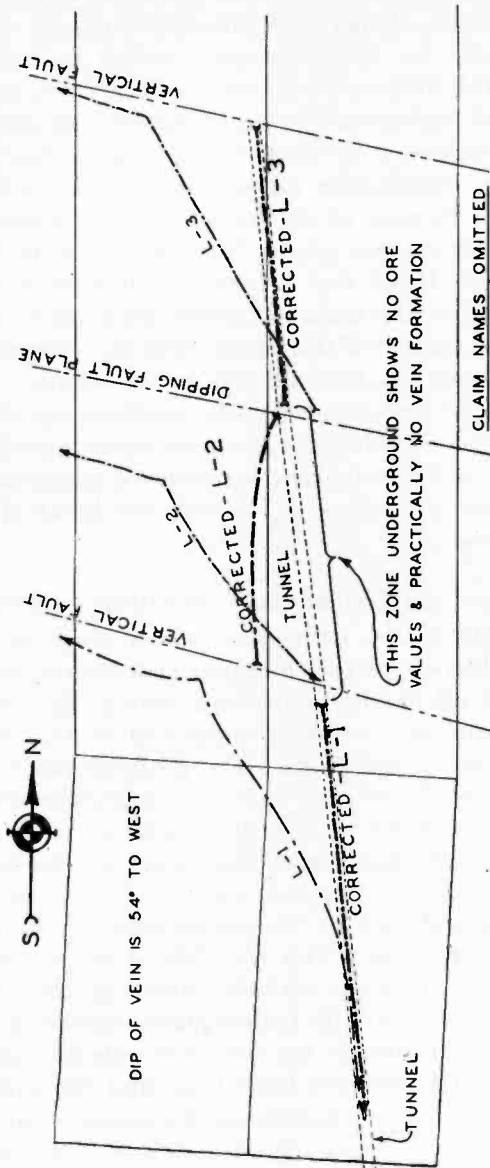 S
N
DIP OF VEIN IS 54° TO WEST
VERTICAL FAULT
DIPPING FAULT PLANE
VERTICAL FAULT
L-1
L-2
L-3
CORRECTED-L-2
TUNNEL
CORRECTED-L-3
CORRECTED-L-1
TUNNEL
THIS ZONE UNDERGROUND SHOWS NO ORE
VALUES & PRACTICALLY NO VEIN FORMATION
CLAIM NAMES OMITTED